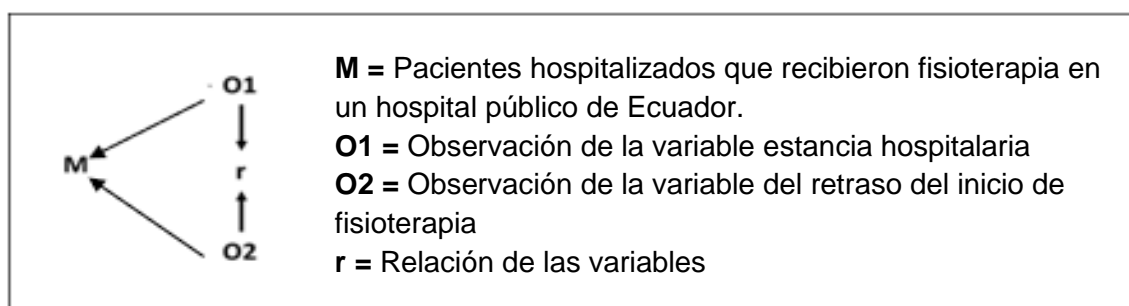 O1
M
r
O2
M = Pacientes hospitalizados que recibieron fisioterapia en
un hospital público de Ecuador.
O1 = Observación de la variable estancia hospitalaria
O2 = Observación de la variable del retraso del inicio de
fisioterapia
r = Relación de las variables